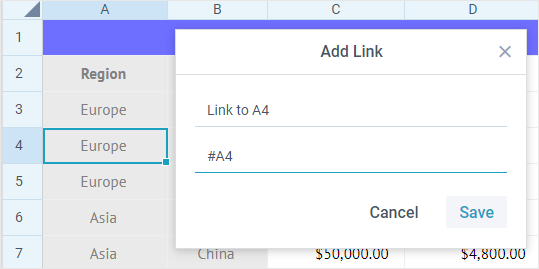 A B C D
1 Add Link ×
2 Region
3 Europe Link to A4
4 Europe #A4
5 Europe
6 Asia Cancel Save
7 Asia China $50,000.00 $4,800.00